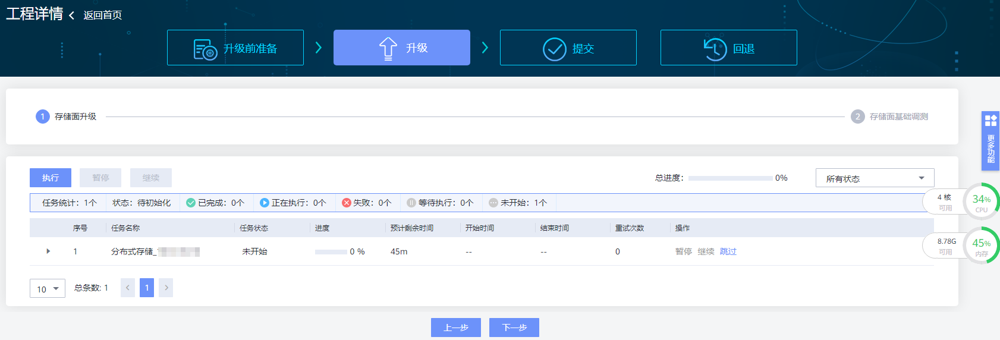 工程详情 返回首页
升级前准备 升级 提交 回退
1 存储面升级 2 存储面基础调测
更多功能
执行 暂停 继续 总进度: 0% 所有状态
任务统计: 1个 状态: 待初始化 已完成: 0个 正在执行: 0个 失败: 0个 等待执行: 0个 未开始: 1个
4 核
可用
34%
CPU
序号 任务名称 任务状态 进度 预计剩余时间 开始时间 结束时间 重试次数 操作
1 分布式存储_ 未开始 0 % 45m -- -- 0 暂停 继续 跳过
8.78G
可用
45%
内存
10 总条数: 1 < 1 >
上一步 下一步